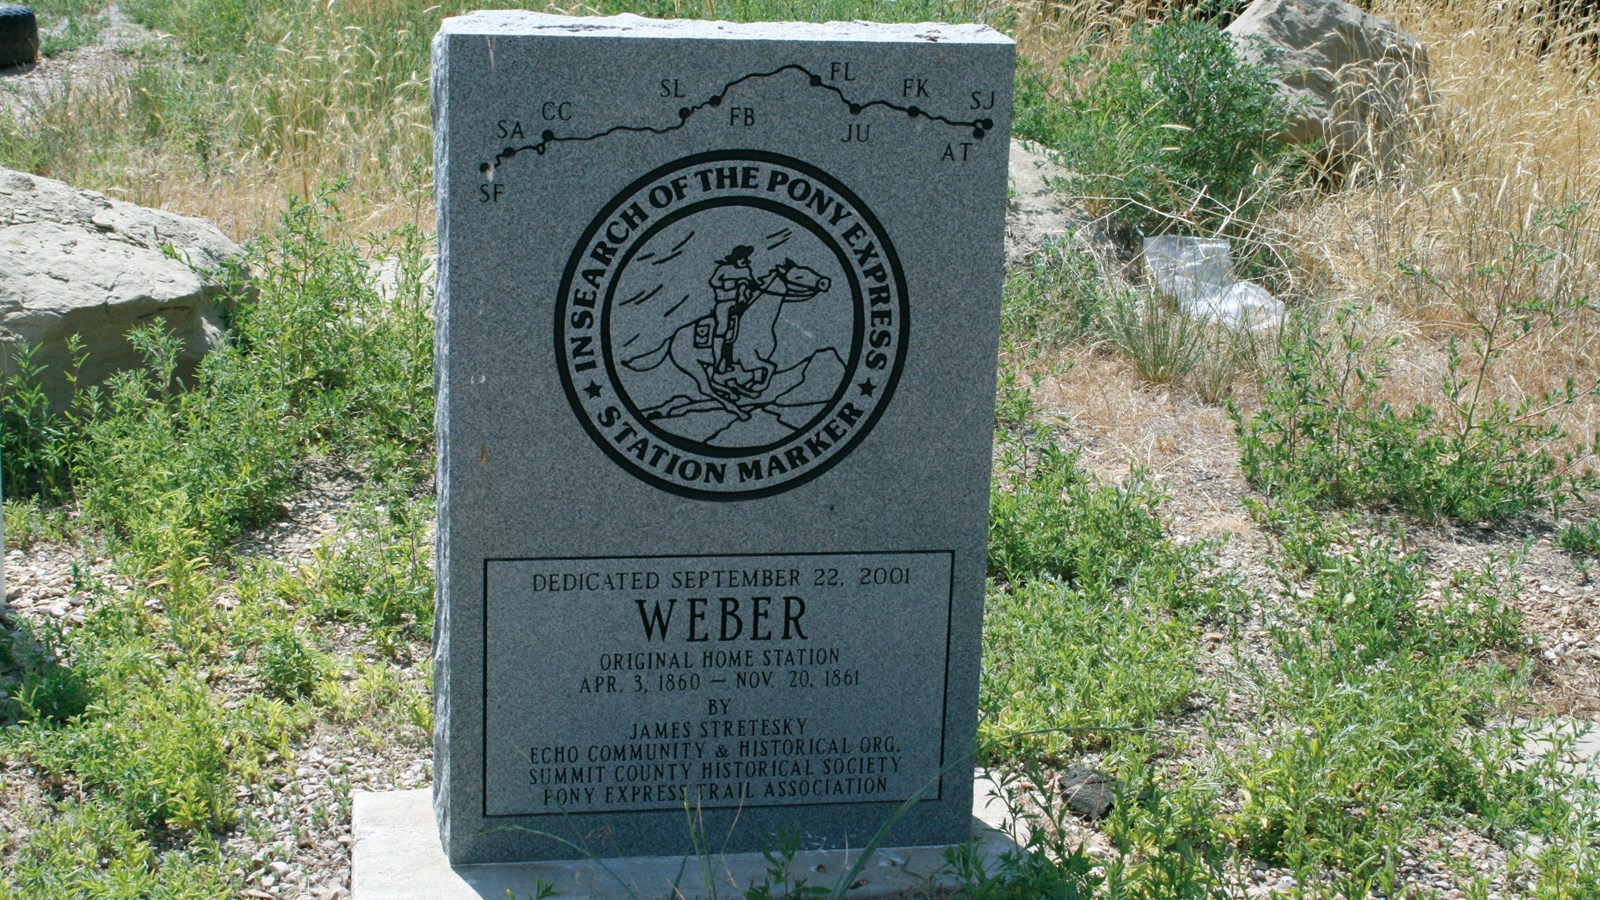 SF SA CC SL FB FL JU FK AT SJ
IN SEARCH OF THE PONY EXPRESS
★ STATION MARKER ★
DEDICATED SEPTEMBER 22, 2001
WEBER
ORIGINAL HOME STATION
APR. 3, 1860 — NOV. 20, 1861
BY
JAMES STRETESKY
ECHO COMMUNITY & HISTORICAL ORG.
SUMMIT COUNTY HISTORICAL SOCIETY
PONY EXPRESS TRAIL ASSOCIATION